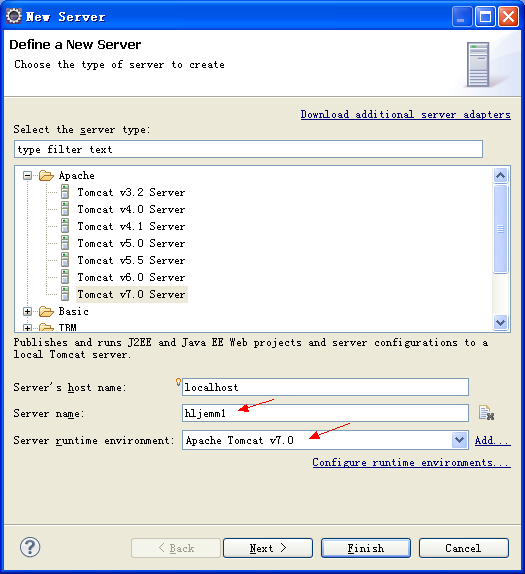 New Server
Define a New Server
Choose the type of server to create
Download additional server adapters
Select the server type:
type filter text
Apache
Tomcat v3.2 Server
Tomcat v4.0 Server
Tomcat v4.1 Server
Tomcat v5.0 Server
Tomcat v5.5 Server
Tomcat v6.0 Server
Tomcat v7.0 Server
Basic
IBM
Publishes and runs J2EE and Java EE Web projects and server configurations to a
local Tomcat server.
Server's host name: localhost
Server name: hljemm1
Server runtime environment: Apache Tomcat v7.0 Add...
Configure runtime environments...
? < Back Next > Finish Cancel